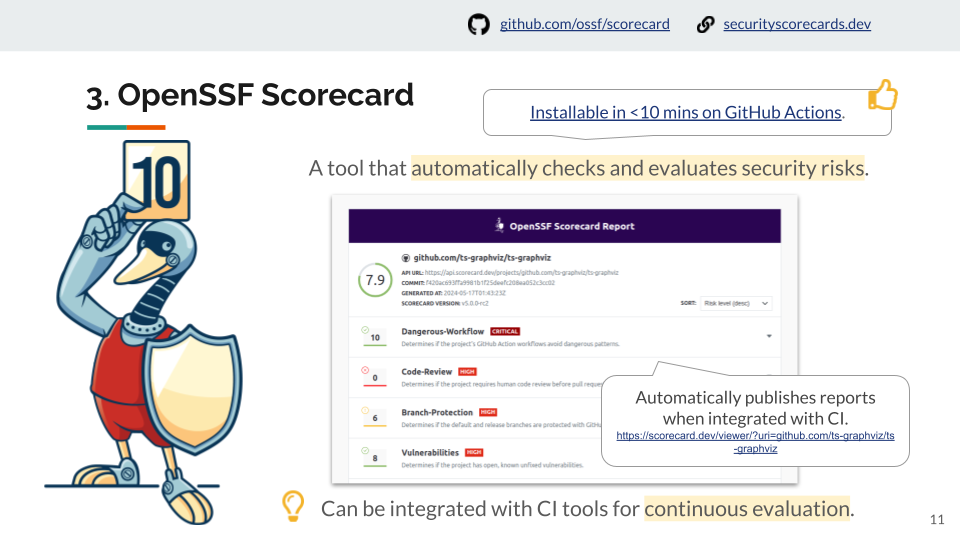 github.com/ossf/scorecard
securityscorecards.dev
3. OpenSSF Scorecard
Installable in <10 mins on GitHub Actions.
10
A tool that automatically checks and evaluates security risks.
OpenSSF Scorecard Report
github.com/ts-graphviz/ts-graphviz
7.9
API URL: https://api.scorecard.dev/projects/github.com/ts-graphviz/ts-graphviz
GENERATED AT: 2024-05-17T01:43:23Z
SCORECARD VERSION: v5.0.0-rc2
SORT: Risk level (desc)
10
Dangerous-Workflow CRITICAL
Determines if the project's GitHub Action workflows avoid dangerous patterns.
0
Code-Review HIGH
Determines if the project requires human code review before pull reque
6
Branch-Protection HIGH
Determines if the default and release branches are protected with GitHu
8
Vulnerabilities HIGH
Determines if the project has open, known unfixed vulnerabilities.
Automatically publishes reports
when integrated with CI.
https://scorecard.dev/viewer/?uri=github.com/ts-graphviz/ts
-graphviz
Can be integrated with CI tools for continuous evaluation.
11